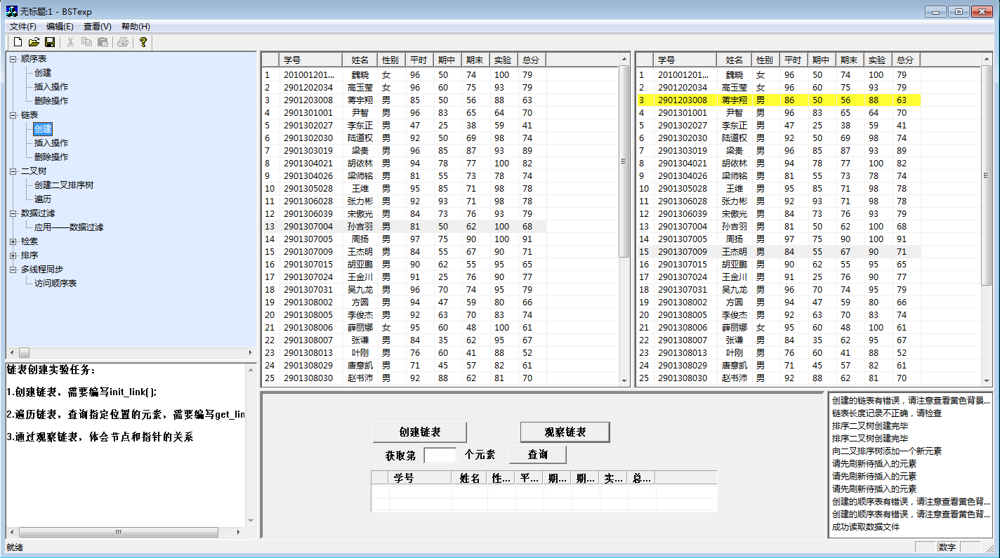 无标题:1 - BSTexp
文件(F) 编辑(E) 查看(V) 帮助(H)
顺序表
创建
插入操作
删除操作
链表
创建
插入操作
删除操作
二叉树
创建二叉排序树
遍历
数据过滤
应用——数据过滤
检索
排序
多线程同步
访问顺序表
链表创建实验任务:
1.创建链表，需要编写init_link( );
2.遍历链表，查询指定位置的元素，需要编写get_lin
3.通过观察链表，体会节点和指针的关系
学号 姓名 性别 平时 期中 期末 实验 总分
1 201001201... 魏晓 女 96 50 74 100 79
2 2901202034 高玉莹 女 96 60 75 93 79
3 2901203008 蒋宇翔 男 85 50 56 88 63
4 2901301001 尹智 男 96 83 65 64 70
5 2901302027 李东正 男 47 25 38 59 41
6 2901302030 陆道权 男 92 50 69 98 74
7 2901303019 梁贵 男 96 85 87 93 89
8 2901304021 胡依林 男 94 78 77 100 82
9 2901304026 梁师铭 男 81 55 73 78 74
10 2901305028 王维 男 95 85 71 98 78
11 2901306028 张力彬 男 92 93 71 98 78
12 2901306039 宋傲光 男 84 73 76 93 79
13 2901307004 孙吉羽 男 81 50 62 100 68
14 2901307005 周扬 男 97 75 90 100 91
15 2901307009 王杰明 男 84 55 67 90 71
16 2901307015 胡亚鹏 男 90 62 55 95 65
17 2901307024 王金川 男 91 25 76 90 77
18 2901307031 吴九龙 男 96 70 74 95 79
19 2901308002 方圆 男 94 47 59 80 66
20 2901308005 李俊杰 男 92 63 70 83 74
21 2901308006 薛丽娜 女 95 60 48 100 61
22 2901308007 张谦 男 84 35 62 95 67
23 2901308013 叶刚 男 76 60 41 88 52
24 2901308029 唐意凯 男 71 45 57 82 61
25 2901308030 赵书沛 男 92 88 62 81 70
学号 姓名 性别 平时 期中 期末 实验 总分
1 201001201... 魏晓 女 96 50 74 100 79
2 2901202034 高玉莹 女 96 60 75 93 79
3 2901203008 蒋宇翔 男 86 50 56 88 63
4 2901301001 尹智 男 96 83 65 64 70
5 2901302027 李东正 男 47 25 38 59 41
6 2901302030 陆道权 男 92 50 69 98 74
7 2901303019 梁贵 男 96 85 87 93 89
8 2901304021 胡依林 男 94 78 77 100 82
9 2901304026 梁师铭 男 81 55 73 78 74
10 2901305028 王维 男 95 85 71 98 78
11 2901306028 张力彬 男 92 93 71 98 78
12 2901306039 宋傲光 男 84 73 76 93 79
13 2901307004 孙吉羽 男 81 50 62 100 68
14 2901307005 周扬 男 97 75 90 100 91
15 2901307009 王杰明 男 84 55 67 90 71
16 2901307015 胡亚鹏 男 90 62 55 95 65
17 2901307024 王金川 男 91 25 76 90 77
18 2901307031 吴九龙 男 96 70 74 95 79
19 2901308002 方圆 男 94 47 59 80 66
20 2901308005 李俊杰 男 92 63 70 83 74
21 2901308006 薛丽娜 女 95 60 48 100 61
22 2901308007 张谦 男 84 35 62 95 67
23 2901308013 叶刚 男 76 60 41 88 52
24 2901308029 唐意凯 男 71 45 57 82 61
25 2901308030 赵书沛 男 92 88 62 81 70
创建链表 观察链表
获取第 个元素 查询
学号 姓名 性... 平... 期... 期... 实... 总...
创建的链表有错误，请注意查看黄色背景...
链表长度记录不正确，请检查
排序二叉树创建完毕
排序二叉树创建完毕
向二叉排序树添加一个新元素
请先刷新待插入的元素
请先刷新待插入的元素
请先刷新待插入的元素
创建的顺序表有错误，请注意查看黄色背...
创建的顺序表有错误，请注意查看黄色背...
成功读取数据文件
就绪 数字